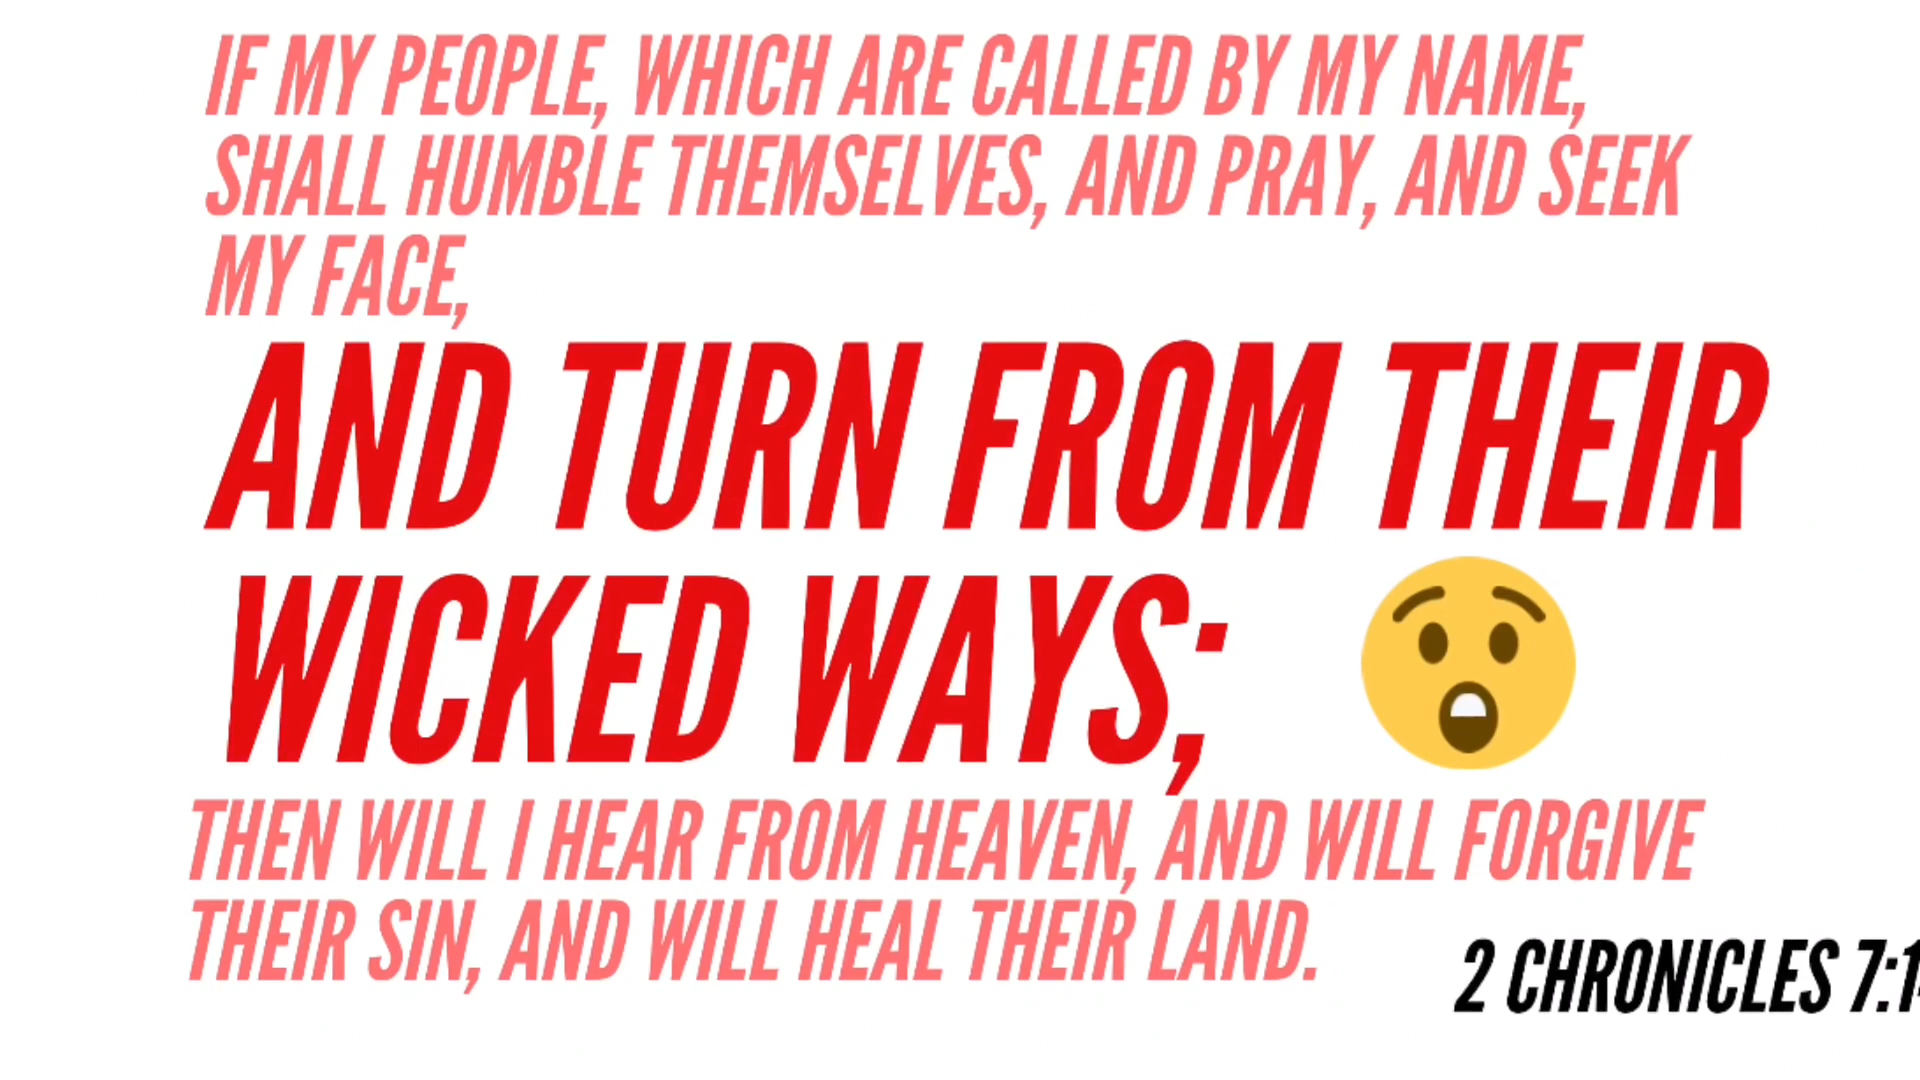 IF MY PEOPLE, WHICH ARE CALLED BY MY NAME,
SHALL HUMBLE THEMSELVES, AND PRAY, AND SEEK
MY FACE,
AND TURN FROM THEIR
WICKED WAYS;
THEN WILL I HEAR FROM HEAVEN, AND WILL FORGIVE
THEIR SIN, AND WILL HEAL THEIR LAND.
2 CHRONICLES